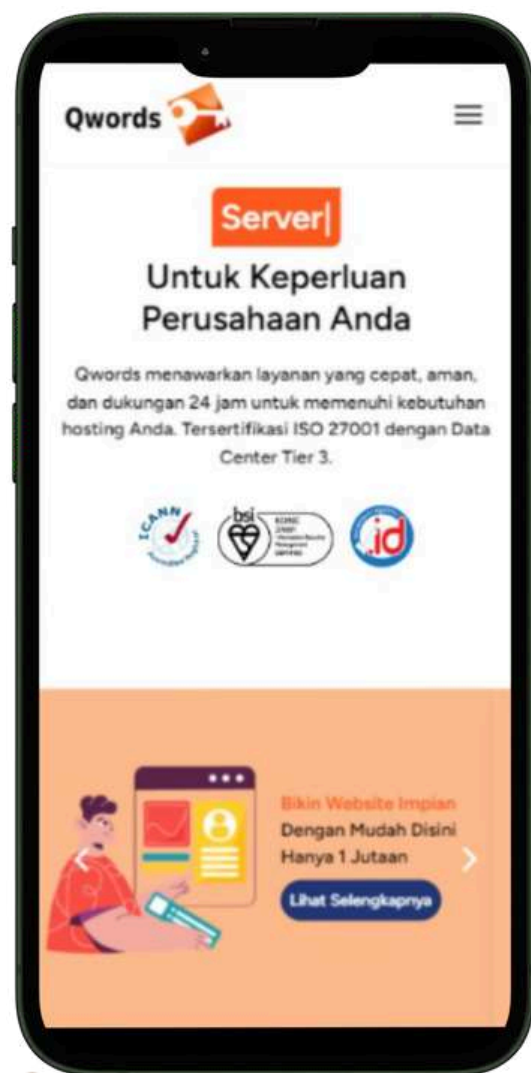 Qwords
Server
Untuk Keperluan
Perusahaan Anda
Qwords menawarkan layanan yang cepat, aman,
dan dukungan 24 jam untuk memenuhi kebutuhan
hosting Anda. Tersertifikasi ISO 27001 dengan Data
Center Tier 3.
ICANN
bsi
.id
Bikin Website Impian
Dengan Mudah Disini
Hanya 1 Jutaan
Lihat Selengkapnya